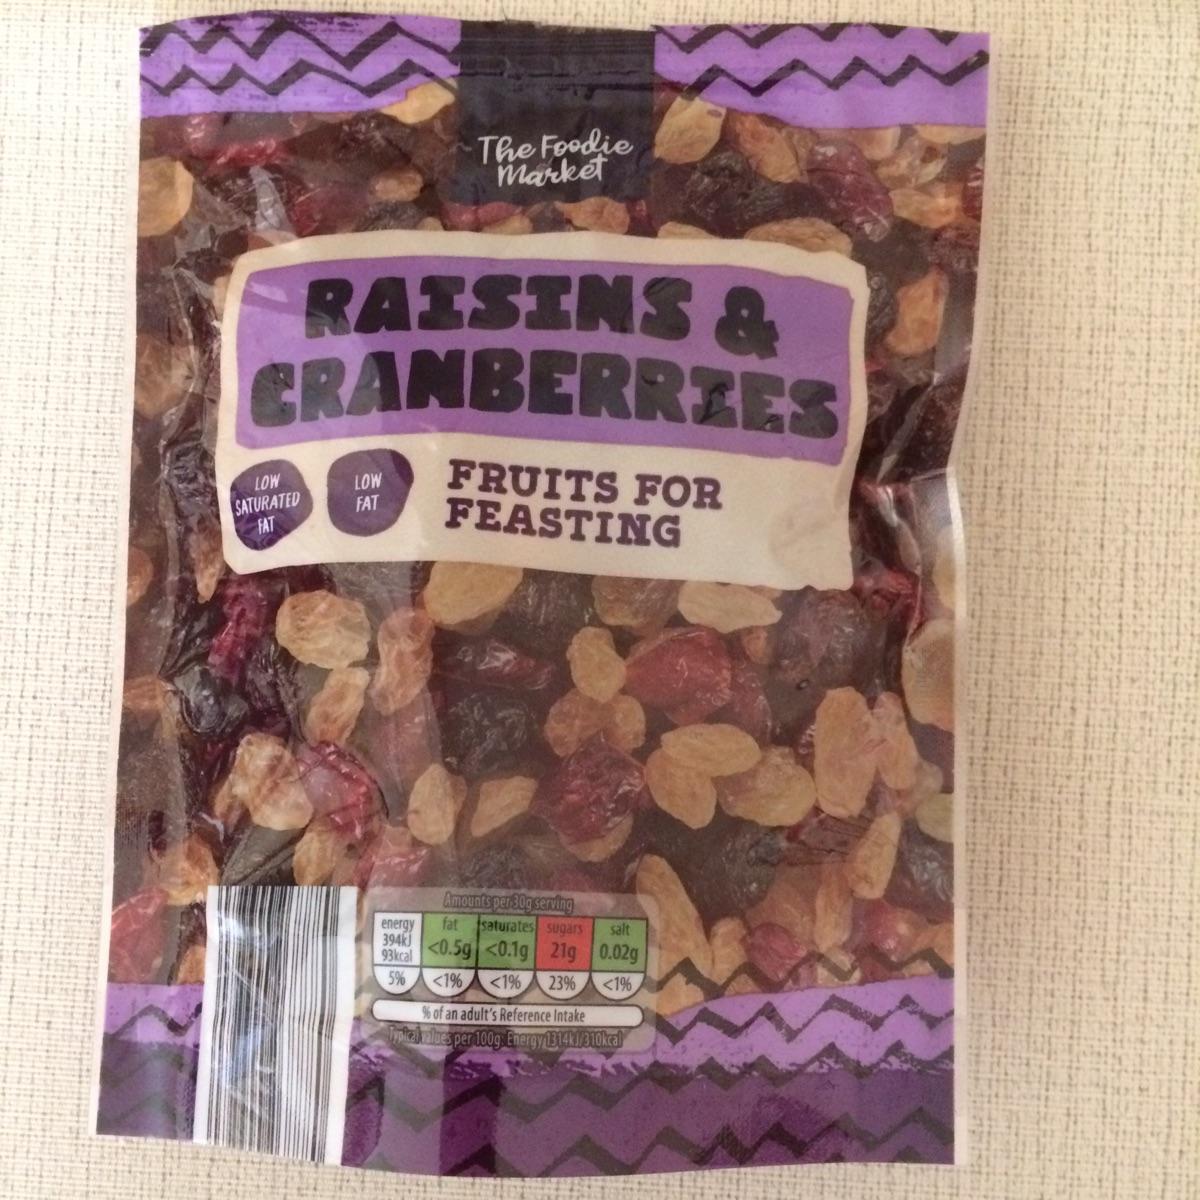 The Foodie
Market
RAISINS &
CRANBERRIES
LOW
SATURATED
FAT
LOW
FAT
FRUITS FOR
FEASTING
Amounts per 30g serving
energy
394kJ
93kcal
5%
fat
<0.5g
<1%
saturates
<0.1g
<1%
sugars
21g
23%
salt
0.02g
<1%
% of an adult's Reference Intake
Typical values per 100g: Energy 1314kJ/310kcal